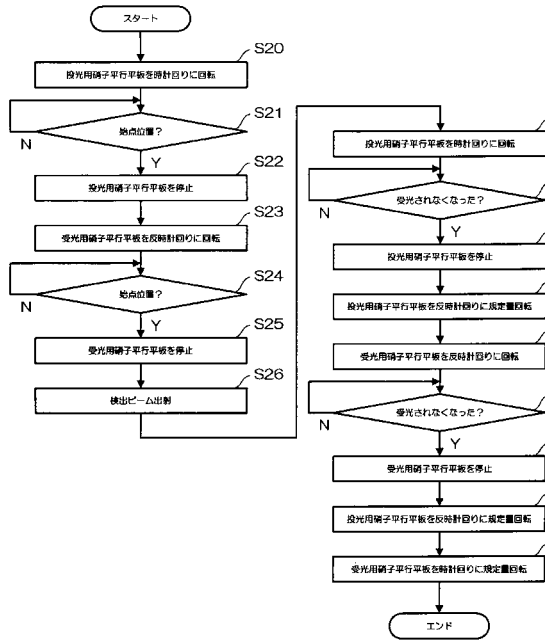 スタート
S20
投光用硝子平行平板を時計回りに回転
S21
始点位置?
N
Y
S22
投光用硝子平行平板を停止
S23
受光用硝子平行平板を反時計回りに回転
S24
始点位置?
N
Y
S25
受光用硝子平行平板を停止
S26
検出ビーム出射
投光用硝子平行平板を時計回りに回転
受光されなくなった?
N
Y
投光用硝子平行平板を停止
投光用硝子平行平板を反時計回りに規定量回転
受光用硝子平行平板を反時計回りに回転
受光されなくなった?
N
Y
受光用硝子平行平板を停止
投光用硝子平行平板を反時計回りに規定量回転
受光用硝子平行平板を時計回りに規定量回転
エンド